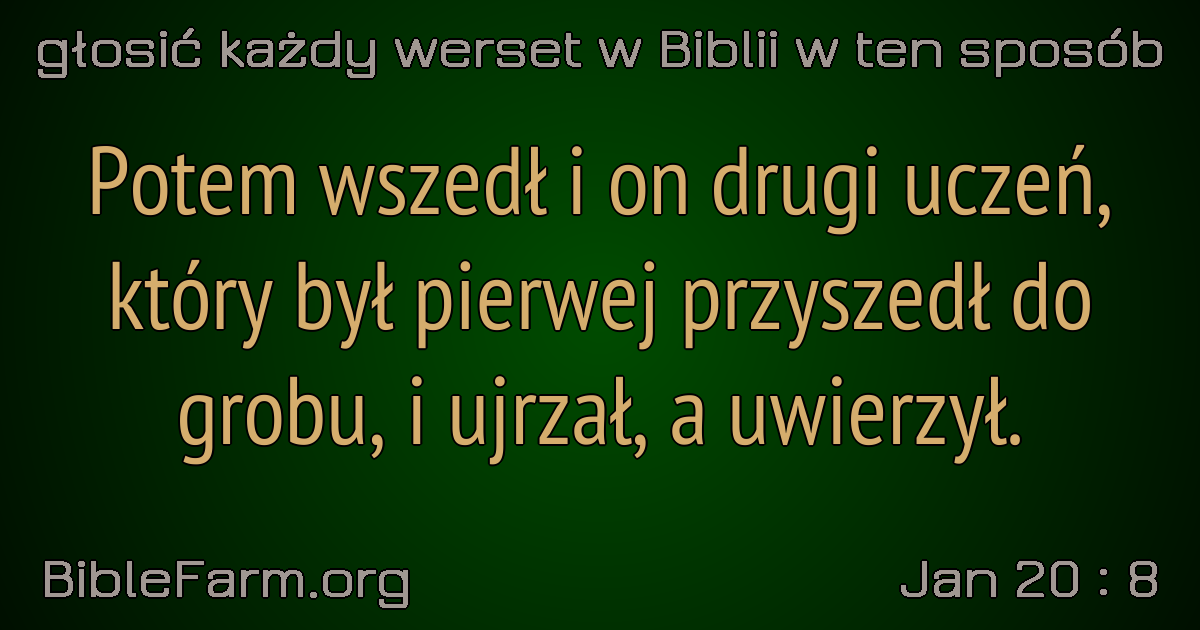 głosić każdy werset w Biblii w ten sposób
Potem wszedł i on drugi uczeń,
który był pierwej przyszedł do
grobu, i ujrzał, a uwierzył.
BibleFarm.org
Jan 20 : 8